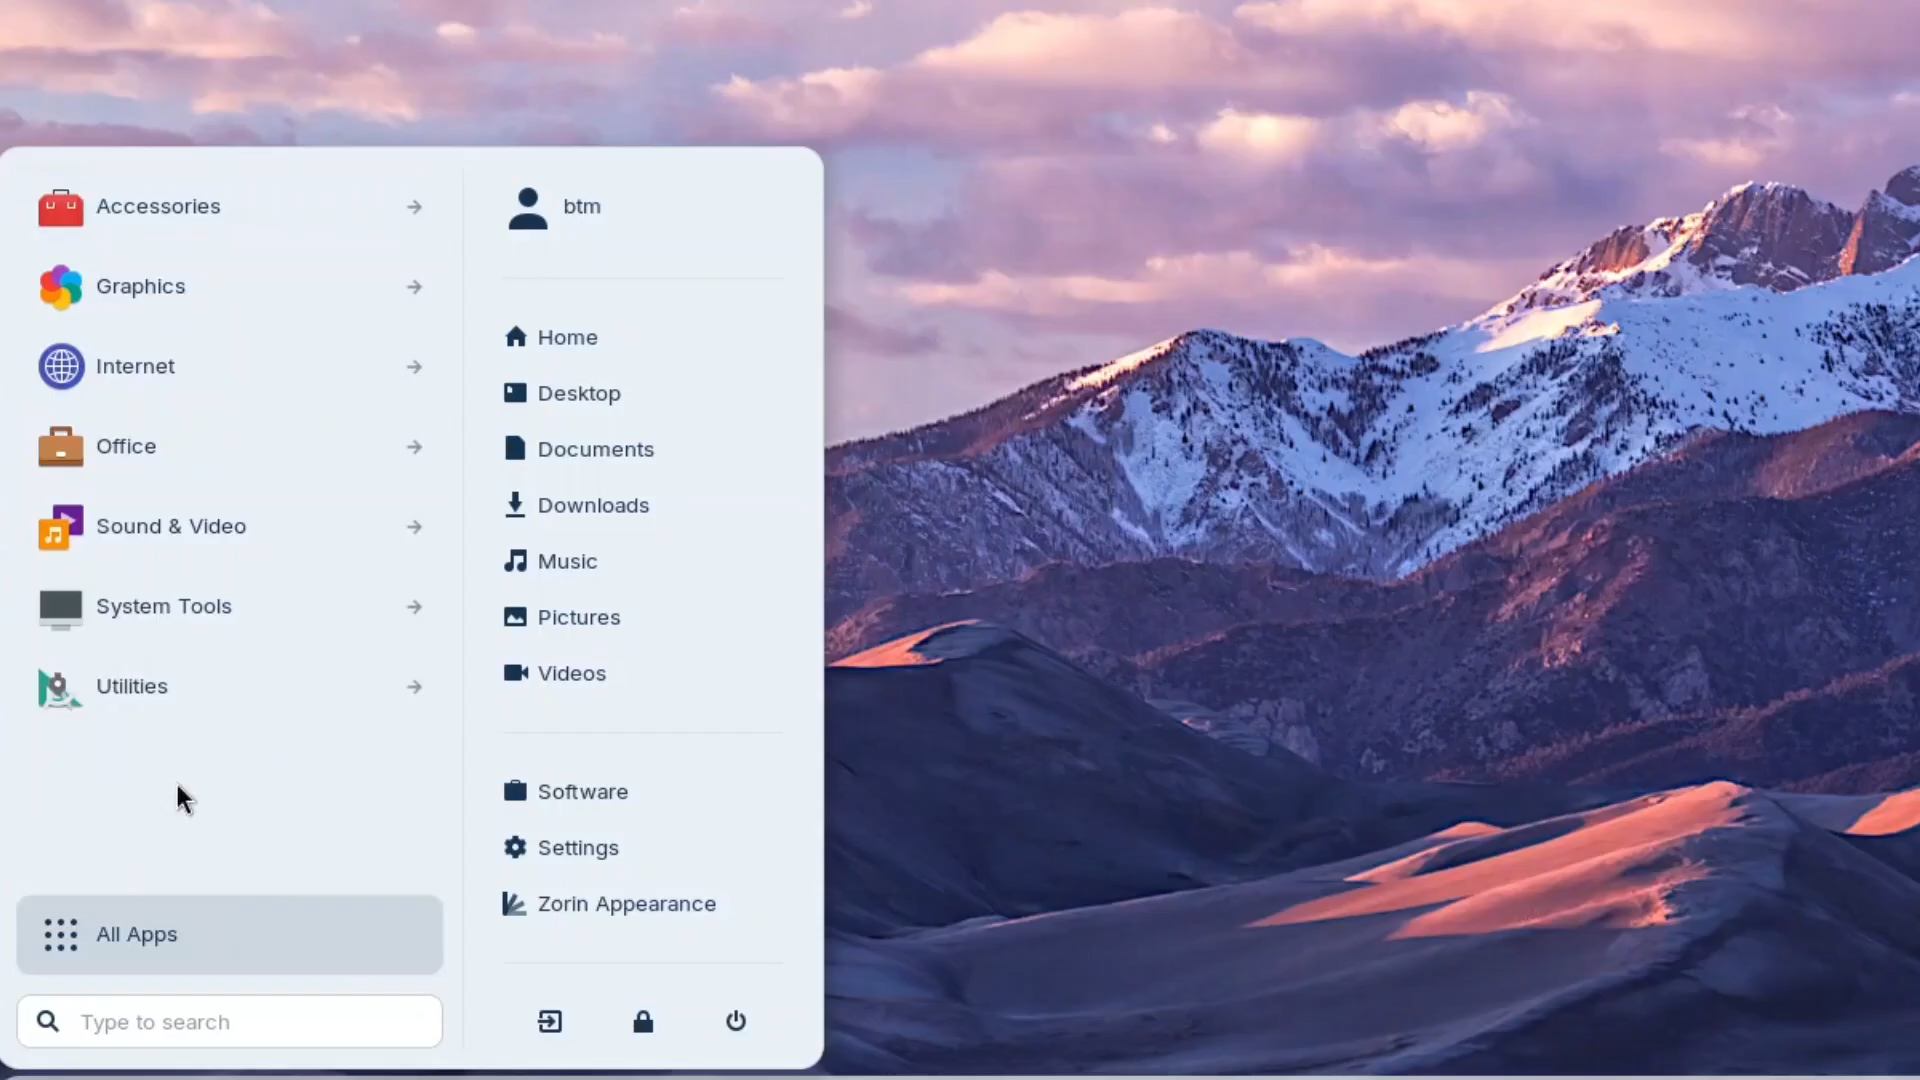 Accessories
Graphics
Internet
Office
Sound & Video
System Tools
Utilities
All Apps
Type to search
btm
Home
Desktop
Documents
Downloads
Music
Pictures
Videos
Software
Settings
Zorin Appearance